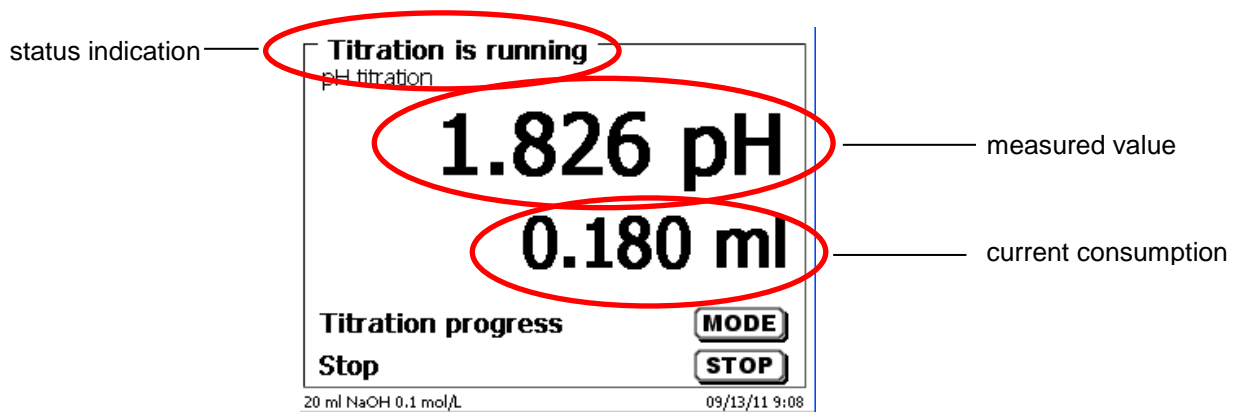 status indication
Titration is running
pH titration
1.826 pH
measured value
0.180 ml
current consumption
Titration progress MODE
Stop STOP
20 ml NaOH 0.1 mol/L 09/13/11 9:08